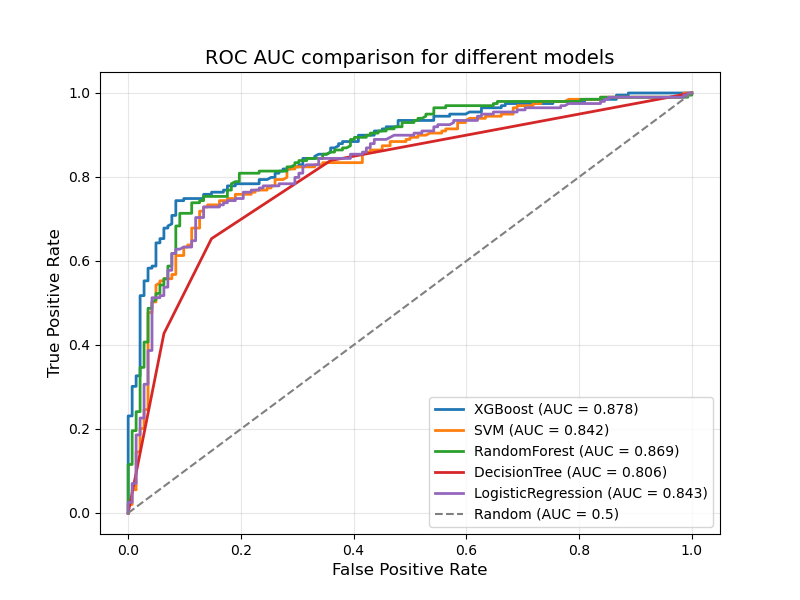 ROC AUC comparison for different models
True Positive Rate
1.0
0.8
0.6
0.4
0.2
0.0
XGBoost (AUC = 0.878)
SVM (AUC = 0.842)
RandomForest (AUC = 0.869)
DecisionTree (AUC = 0.806)
LogisticRegression (AUC = 0.843)
Random (AUC = 0.5)
0.0 0.2 0.4 0.6 0.8 1.0
False Positive Rate